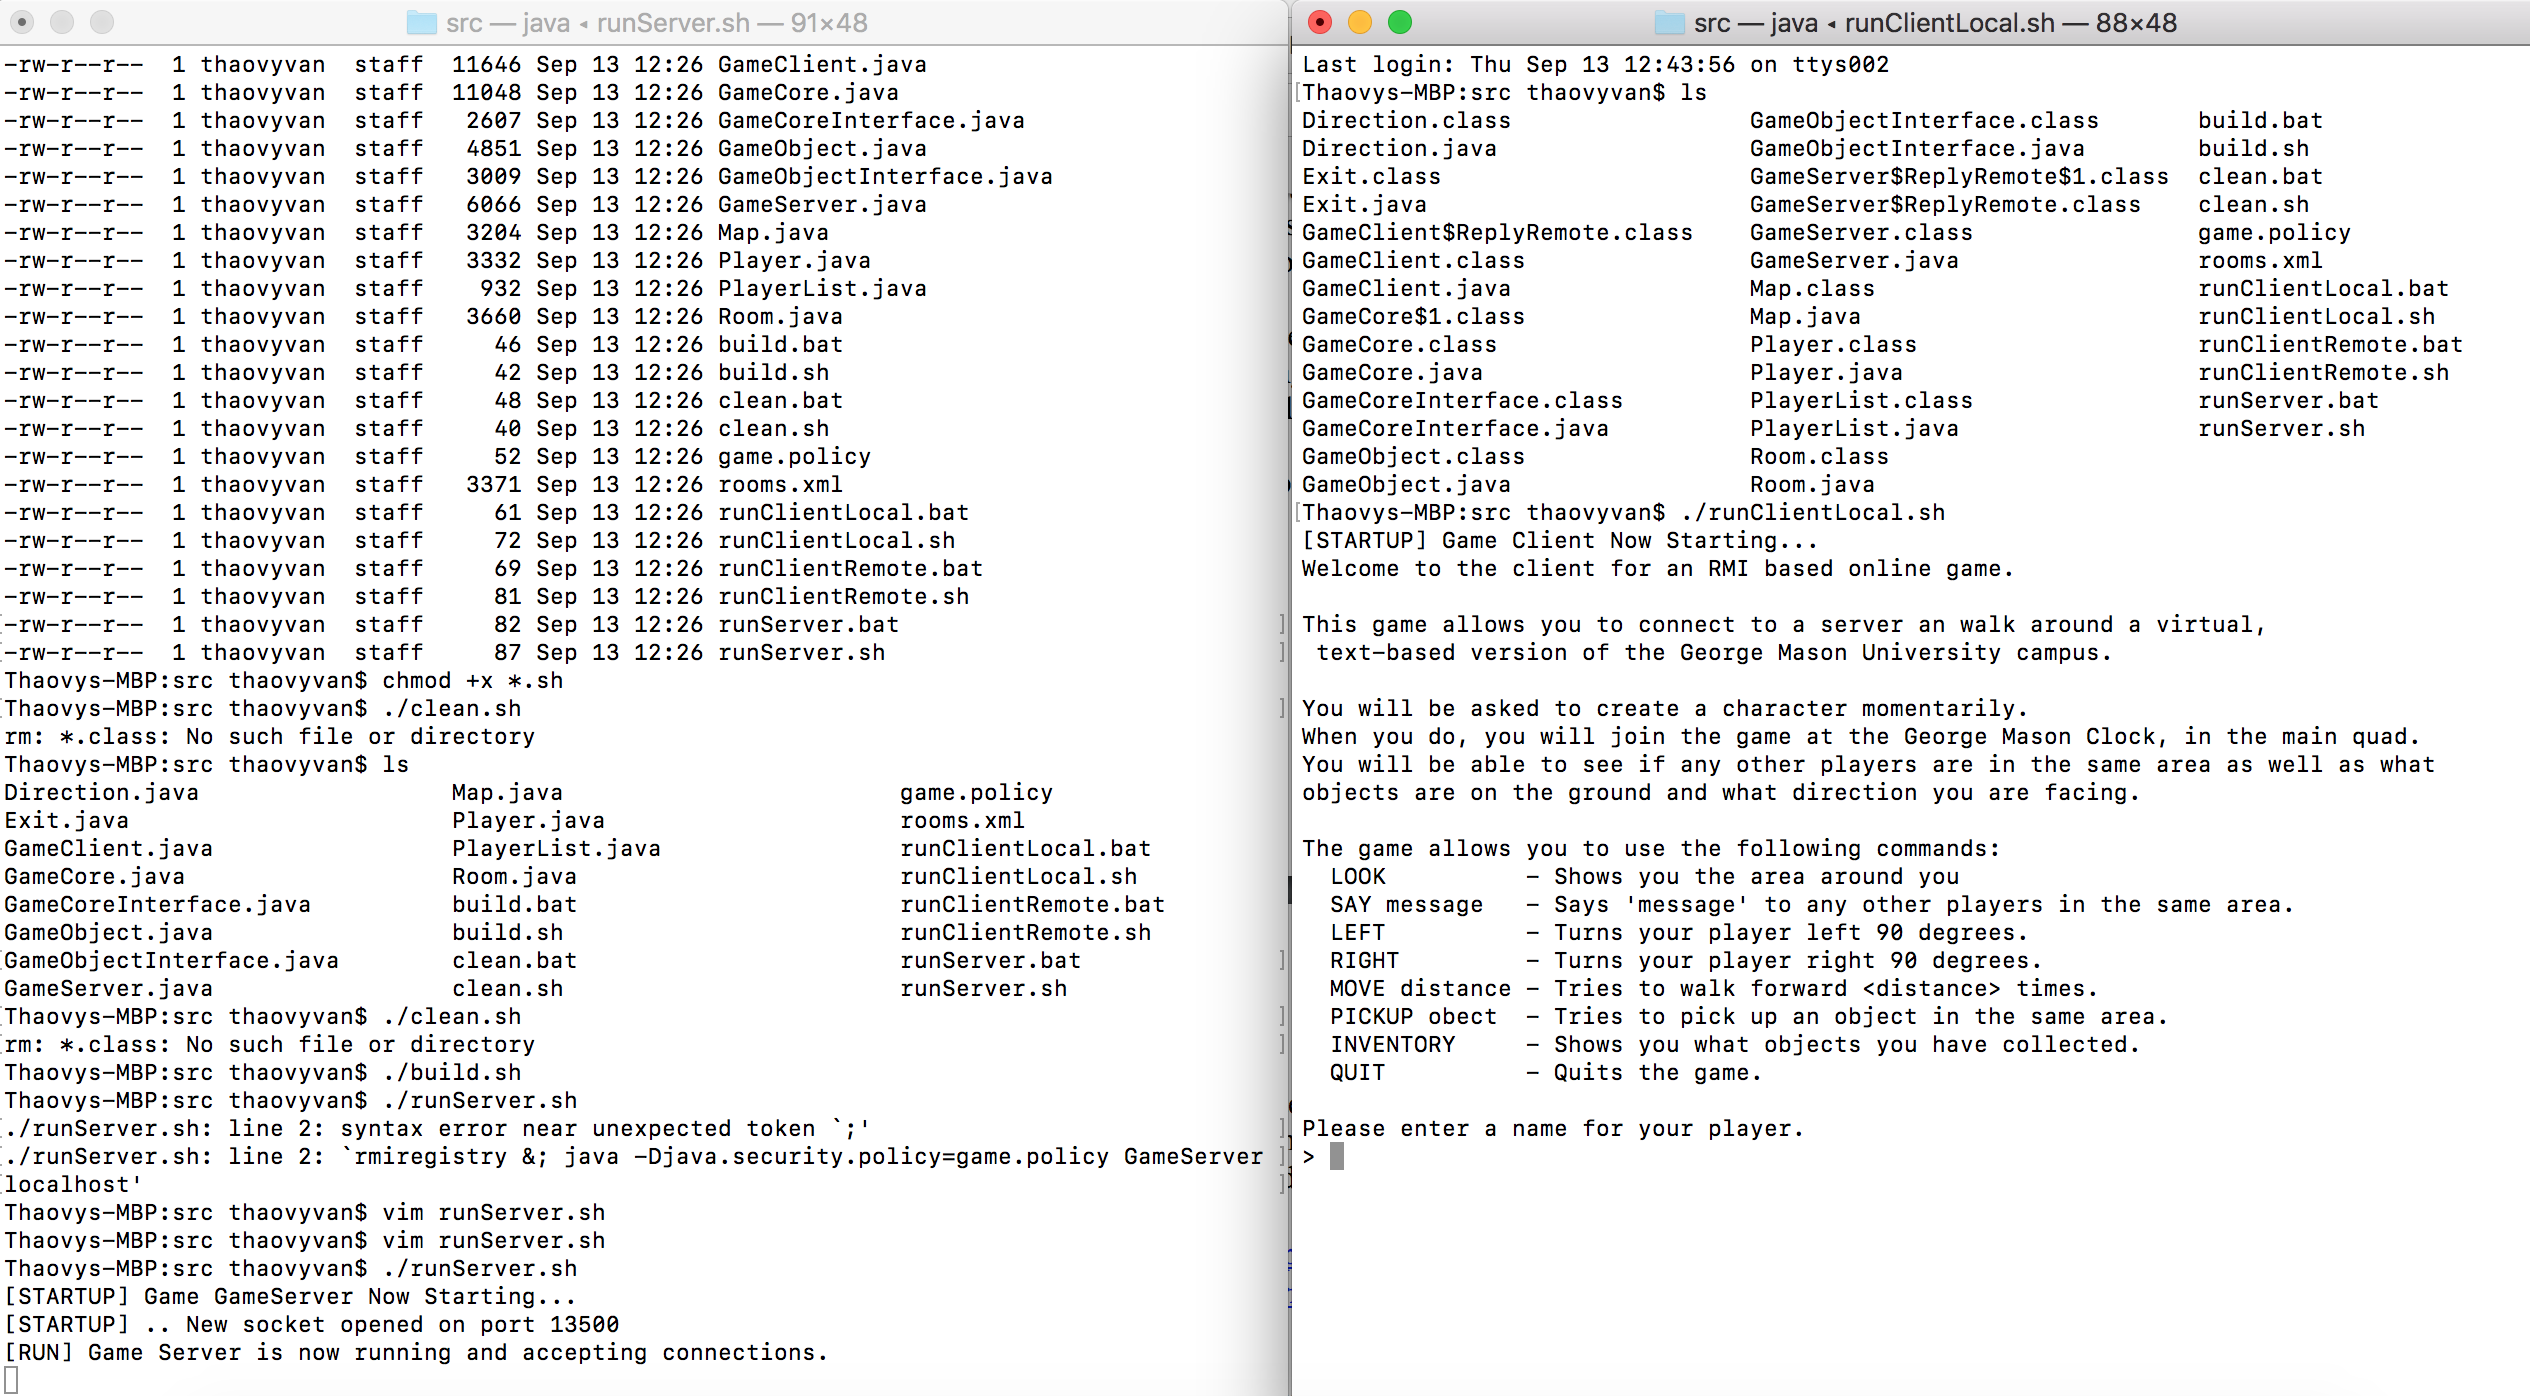 src — java ◂ runServer.sh — 91×48
-rw-r--r--  1 thaovyvan  staff  11646 Sep 13 12:26 GameClient.java
-rw-r--r--  1 thaovyvan  staff  11048 Sep 13 12:26 GameCore.java
-rw-r--r--  1 thaovyvan  staff   2607 Sep 13 12:26 GameCoreInterface.java
-rw-r--r--  1 thaovyvan  staff   4851 Sep 13 12:26 GameObject.java
-rw-r--r--  1 thaovyvan  staff   3009 Sep 13 12:26 GameObjectInterface.java
-rw-r--r--  1 thaovyvan  staff   6066 Sep 13 12:26 GameServer.java
-rw-r--r--  1 thaovyvan  staff   3204 Sep 13 12:26 Map.java
-rw-r--r--  1 thaovyvan  staff   3332 Sep 13 12:26 Player.java
-rw-r--r--  1 thaovyvan  staff    932 Sep 13 12:26 PlayerList.java
-rw-r--r--  1 thaovyvan  staff   3660 Sep 13 12:26 Room.java
-rw-r--r--  1 thaovyvan  staff     46 Sep 13 12:26 build.bat
-rw-r--r--  1 thaovyvan  staff     42 Sep 13 12:26 build.sh
-rw-r--r--  1 thaovyvan  staff     48 Sep 13 12:26 clean.bat
-rw-r--r--  1 thaovyvan  staff     40 Sep 13 12:26 clean.sh
-rw-r--r--  1 thaovyvan  staff     52 Sep 13 12:26 game.policy
-rw-r--r--  1 thaovyvan  staff   3371 Sep 13 12:26 rooms.xml
-rw-r--r--  1 thaovyvan  staff     61 Sep 13 12:26 runClientLocal.bat
-rw-r--r--  1 thaovyvan  staff     72 Sep 13 12:26 runClientLocal.sh
-rw-r--r--  1 thaovyvan  staff     69 Sep 13 12:26 runClientRemote.bat
-rw-r--r--  1 thaovyvan  staff     81 Sep 13 12:26 runClientRemote.sh
-rw-r--r--  1 thaovyvan  staff     82 Sep 13 12:26 runServer.bat
-rw-r--r--  1 thaovyvan  staff     87 Sep 13 12:26 runServer.sh
Thaovys-MBP:src thaovyvan$ chmod +x *.sh
Thaovys-MBP:src thaovyvan$ ./clean.sh
rm: *.class: No such file or directory
Thaovys-MBP:src thaovyvan$ ls
Direction.java                  Map.java                        game.policy
Exit.java                       Player.java                     rooms.xml
GameClient.java                 PlayerList.java                 runClientLocal.bat
GameCore.java                   Room.java                       runClientLocal.sh
GameCoreInterface.java          build.bat                       runClientRemote.bat
GameObject.java                 build.sh                        runClientRemote.sh
GameObjectInterface.java        clean.bat                       runServer.bat
GameServer.java                 clean.sh                        runServer.sh
Thaovys-MBP:src thaovyvan$ ./clean.sh
rm: *.class: No such file or directory
Thaovys-MBP:src thaovyvan$ ./build.sh
Thaovys-MBP:src thaovyvan$ ./runServer.sh
./runServer.sh: line 2: syntax error near unexpected token `;'
./runServer.sh: line 2: `rmiregistry &; java -Djava.security.policy=game.policy GameServer
localhost'
Thaovys-MBP:src thaovyvan$ vim runServer.sh
Thaovys-MBP:src thaovyvan$ vim runServer.sh
Thaovys-MBP:src thaovyvan$ ./runServer.sh
[STARTUP] Game GameServer Now Starting...
[STARTUP] .. New socket opened on port 13500
[RUN] Game Server is now running and accepting connections.
src — java ◂ runClientLocal.sh — 88×48
Last login: Thu Sep 13 12:43:56 on ttys002
Thaovys-MBP:src thaovyvan$ ls
Direction.class                 GameObjectInterface.class       build.bat
Direction.java                  GameObjectInterface.java        build.sh
Exit.class                      GameServer$ReplyRemote$1.class  clean.bat
Exit.java                       GameServer$ReplyRemote.class    clean.sh
GameClient$ReplyRemote.class    GameServer.class                game.policy
GameClient.class                GameServer.java                 rooms.xml
GameClient.java                 Map.class                       runClientLocal.bat
GameCore$1.class                Map.java                        runClientLocal.sh
GameCore.class                  Player.class                    runClientRemote.bat
GameCore.java                   Player.java                     runClientRemote.sh
GameCoreInterface.class         PlayerList.class                runServer.bat
GameCoreInterface.java          PlayerList.java                 runServer.sh
GameObject.class                Room.class
GameObject.java                 Room.java
Thaovys-MBP:src thaovyvan$ ./runClientLocal.sh
[STARTUP] Game Client Now Starting...
Welcome to the client for an RMI based online game.

This game allows you to connect to a server an walk around a virtual,
 text-based version of the George Mason University campus.

You will be asked to create a character momentarily.
When you do, you will join the game at the George Mason Clock, in the main quad.
You will be able to see if any other players are in the same area as well as what
objects are on the ground and what direction you are facing.

The game allows you to use the following commands:
  LOOK          - Shows you the area around you
  SAY message   - Says 'message' to any other players in the same area.
  LEFT          - Turns your player left 90 degrees.
  RIGHT         - Turns your player right 90 degrees.
  MOVE distance - Tries to walk forward <distance> times.
  PICKUP obect  - Tries to pick up an object in the same area.
  INVENTORY     - Shows you what objects you have collected.
  QUIT          - Quits the game.

Please enter a name for your player.
>